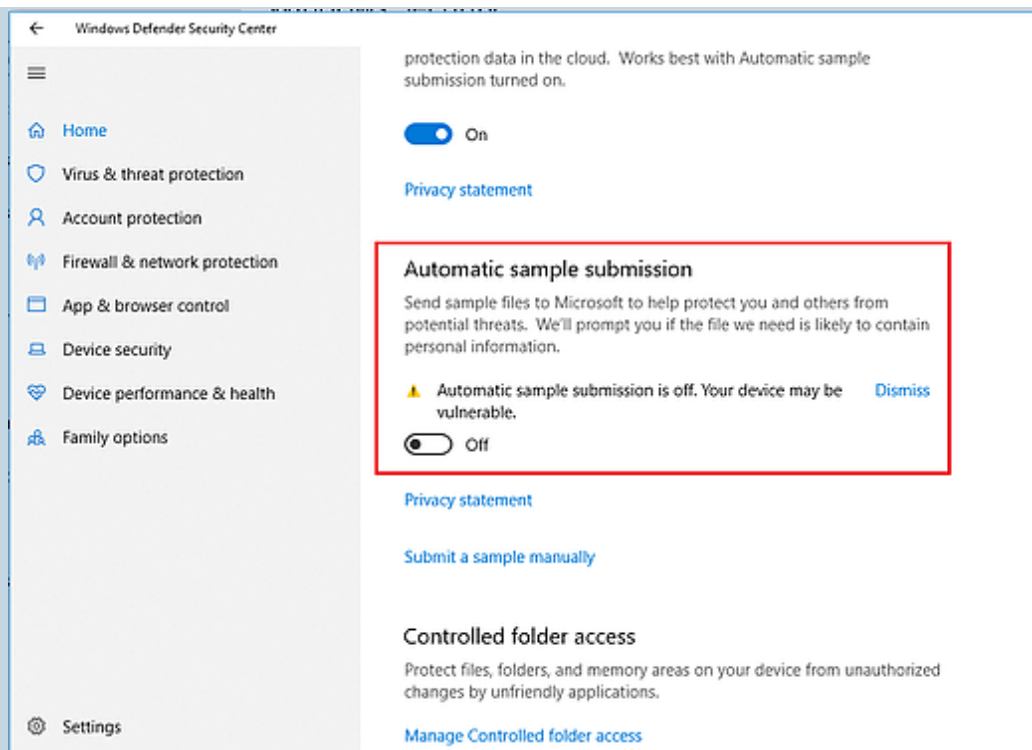 Windows Defender Security Center
Home
Virus & threat protection
Account protection
Firewall & network protection
App & browser control
Device security
Device performance & health
Family options
Settings
protection data in the cloud. Works best with Automatic sample
submission turned on.
On
Privacy statement
Automatic sample submission
Send sample files to Microsoft to help protect you and others from
potential threats. We'll prompt you if the file we need is likely to contain
personal information.
Automatic sample submission is off. Your device may be
vulnerable.
Dismiss
Off
Privacy statement
Submit a sample manually
Controlled folder access
Protect files, folders, and memory areas on your device from unauthorized
changes by unfriendly applications.
Manage Controlled folder access